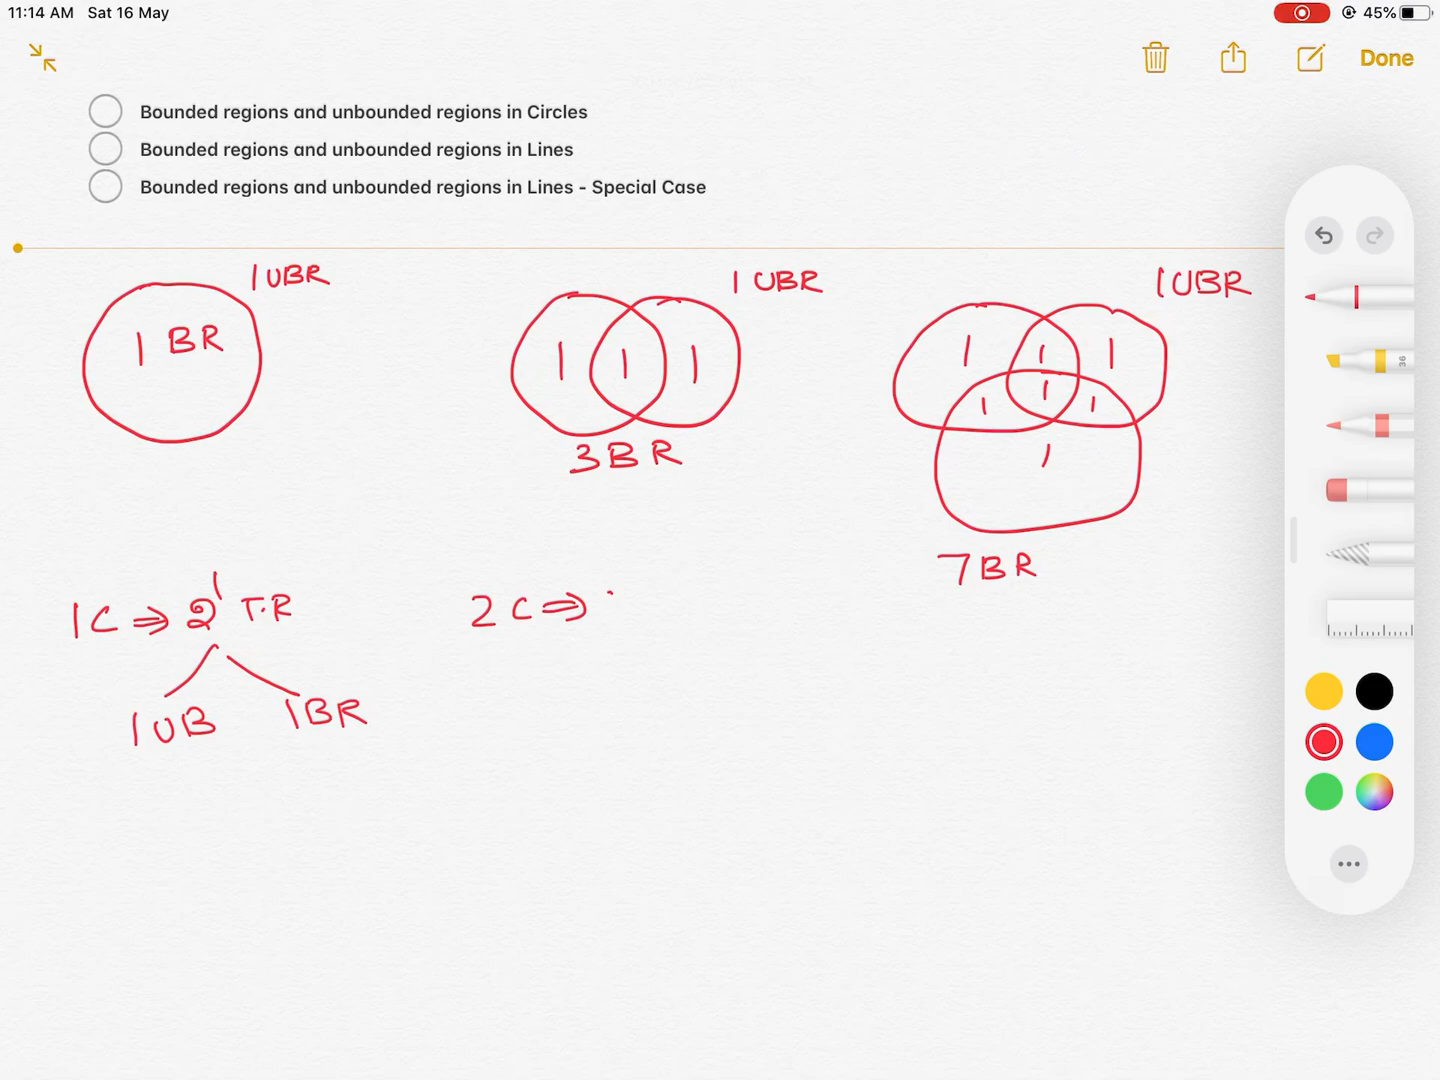 11:14 AM Sat 16 May
45%
Done
Bounded regions and unbounded regions in Circles
Bounded regions and unbounded regions in Lines
Bounded regions and unbounded regions in Lines - Special Case
1 UBR
1 UBR
1 UBR
1 BR
1 1 1
1 1 1
1 1 1
1
3 BR
7 BR
1 C ⇒ 2¹ T.R
2 C ⇒
1 UB 1 BR
36